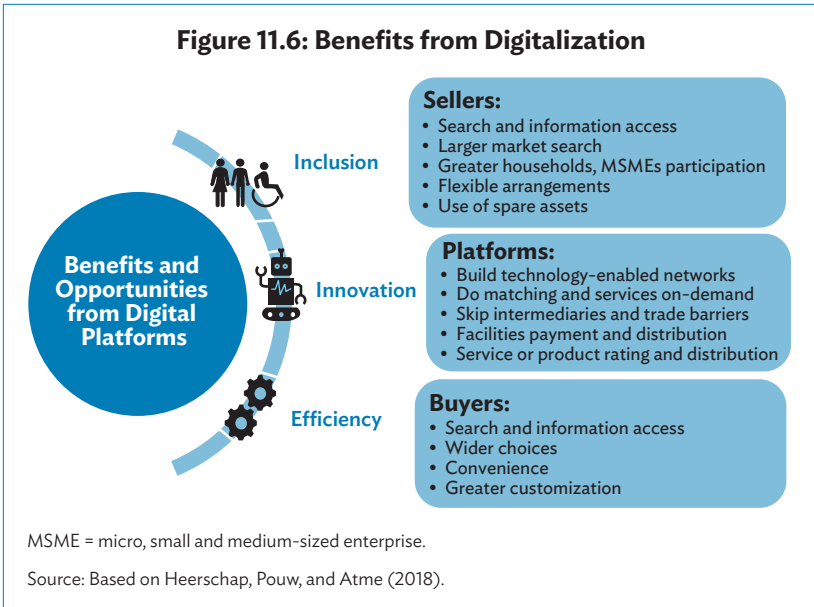 Figure 11.6: Benefits from Digitalization
Benefits and
Opportunities
from Digital
Platforms
Inclusion
Innovation
Efficiency
Sellers:
• Search and information access
• Larger market search
• Greater households, MSMEs participation
• Flexible arrangements
• Use of spare assets
Platforms:
• Build technology-enabled networks
• Do matching and services on-demand
• Skip intermediaries and trade barriers
• Facilities payment and distribution
• Service or product rating and distribution
Buyers:
• Search and information access
• Wider choices
• Convenience
• Greater customization
MSME = micro, small and medium-sized enterprise.
Source: Based on Heerschap, Pouw, and Atme (2018).